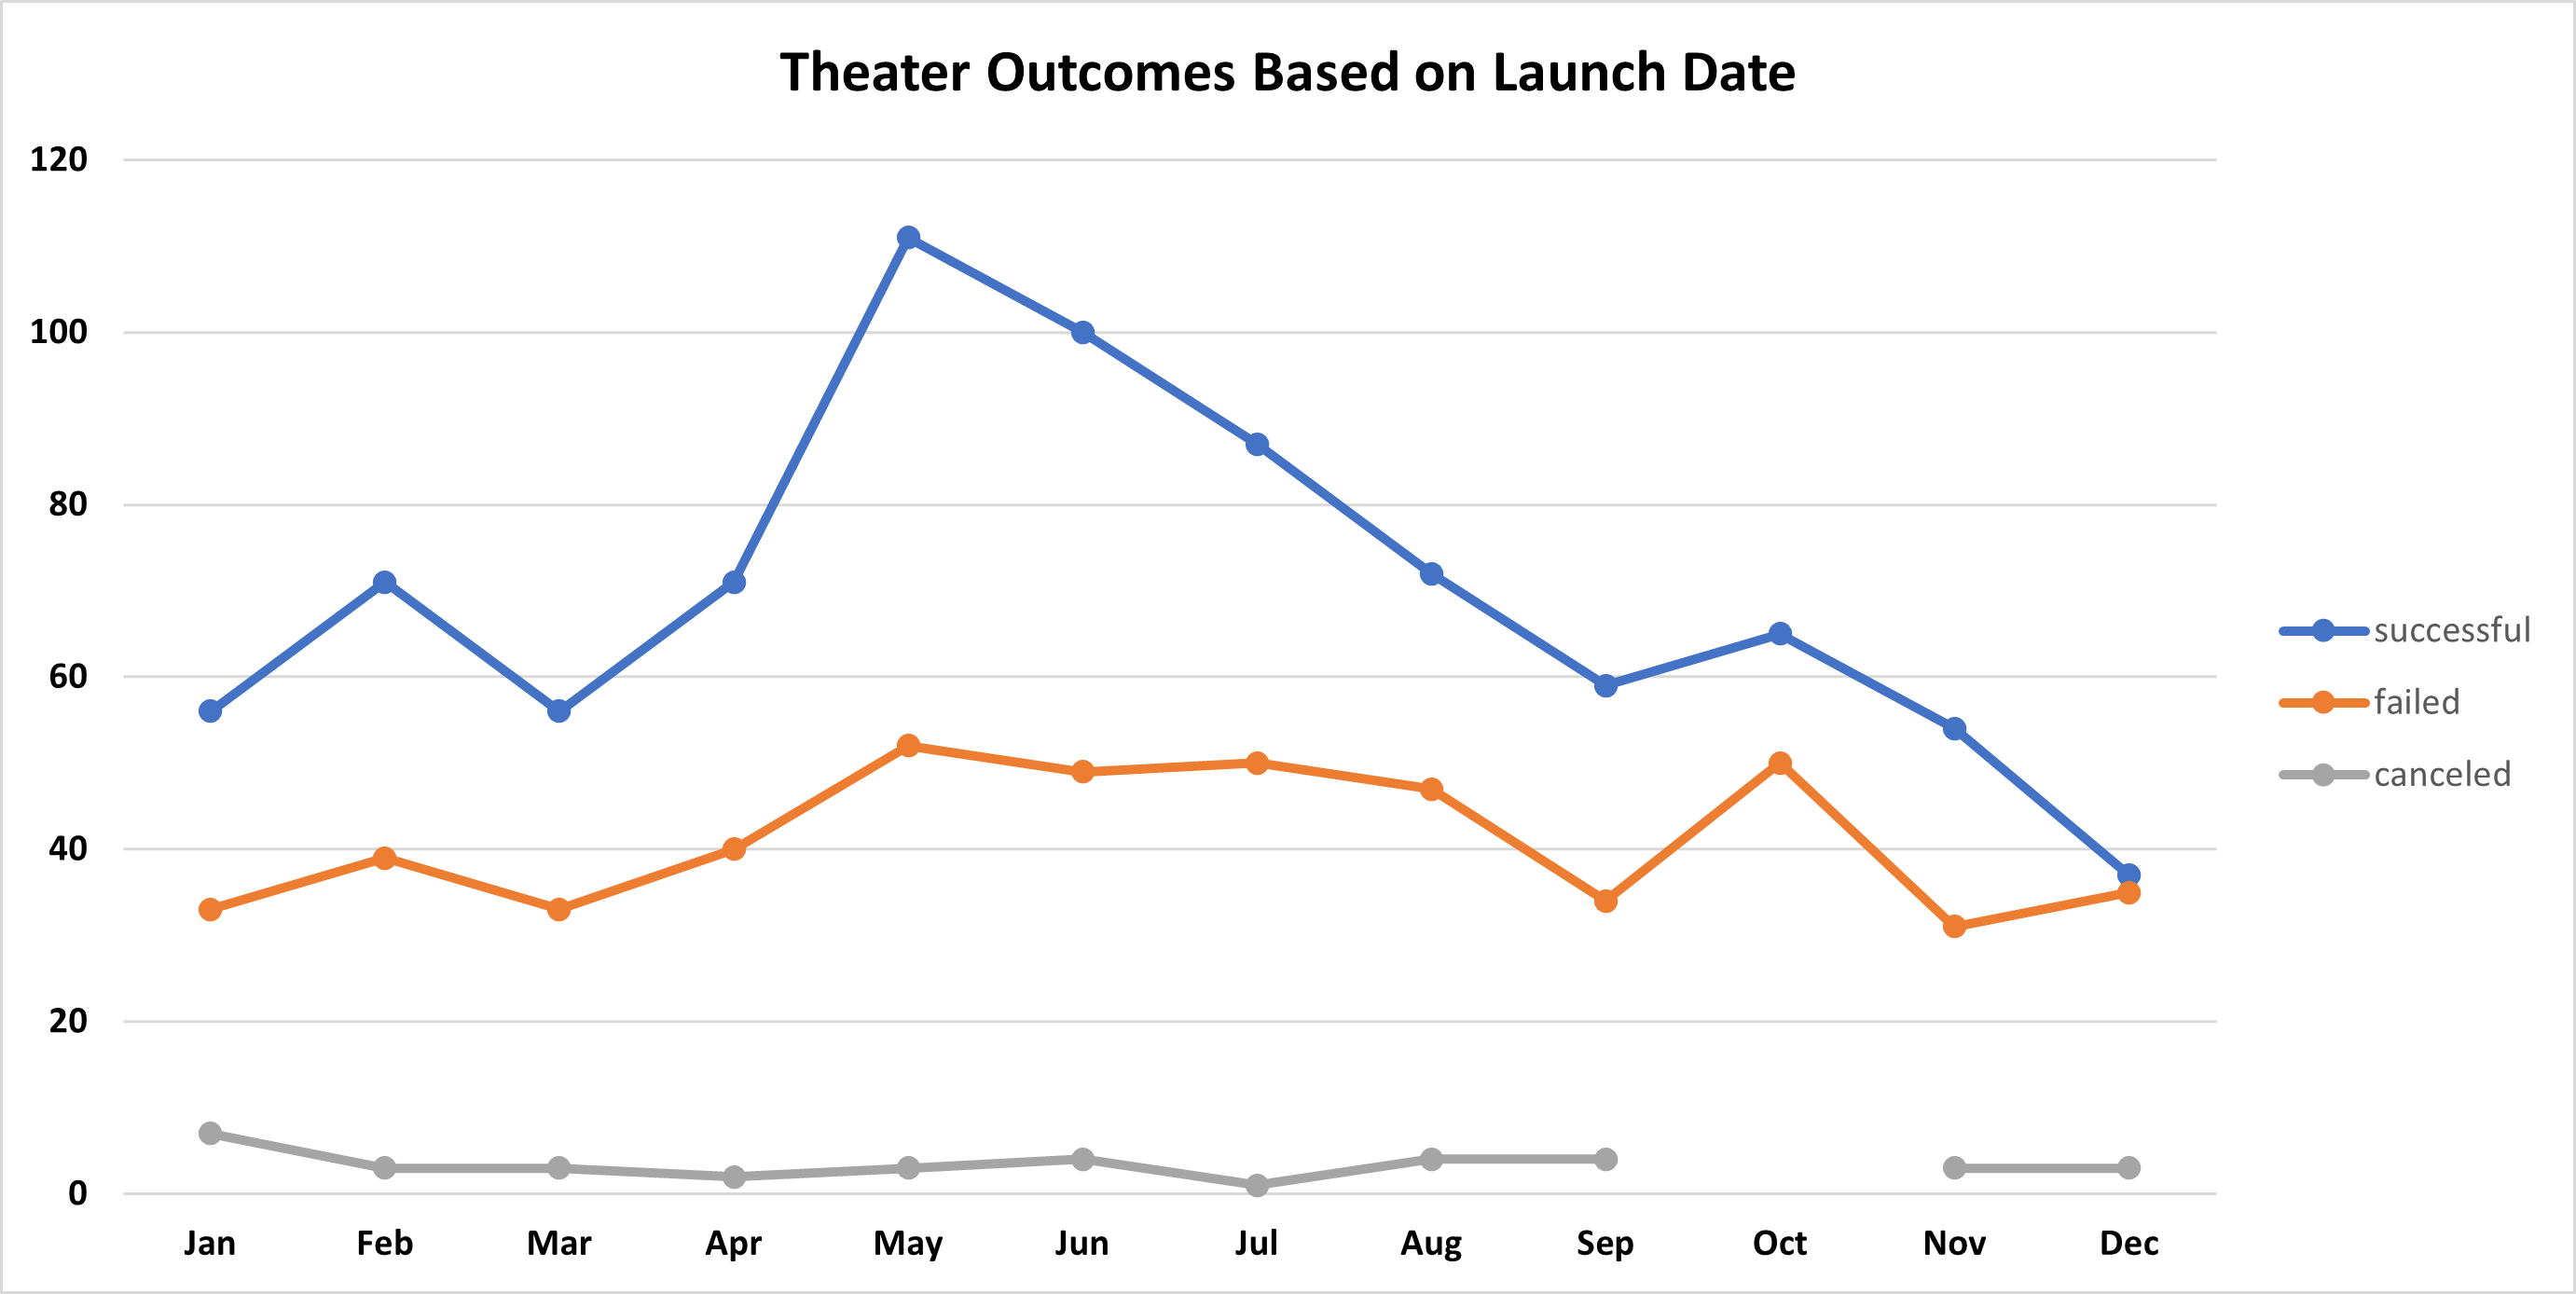 Theater Outcomes Based on Launch Date
120
100
80
60
40
20
0
Jan Feb Mar Apr May Jun Jul Aug Sep Oct Nov Dec
successful
failed
canceled